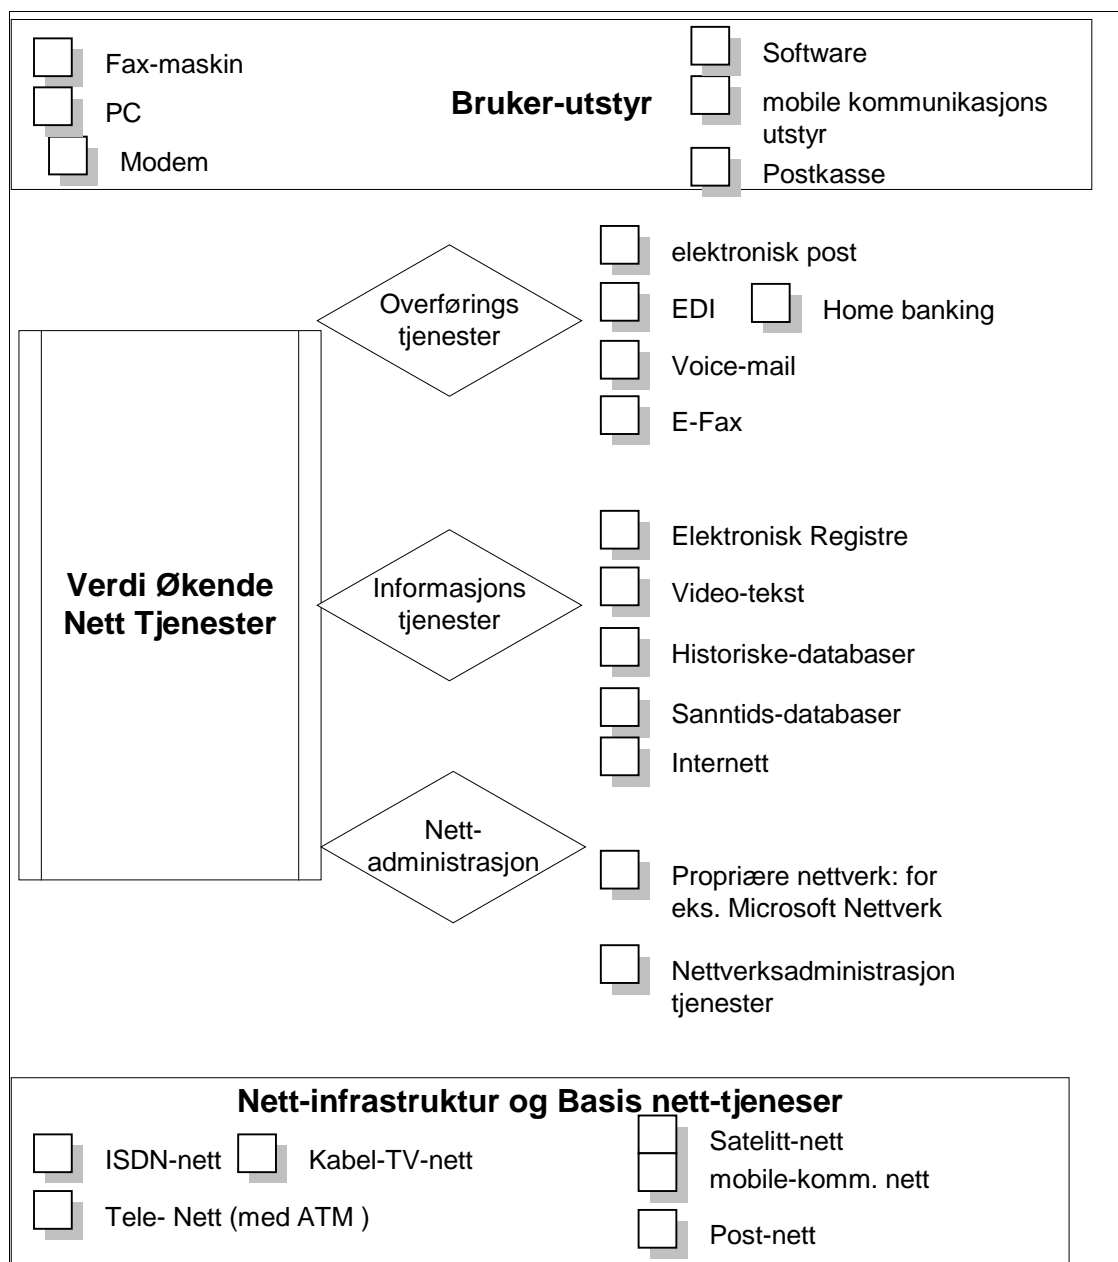 Fax-maskin
PC
Modem
Bruker-utstyr
Software
mobile kommunikasjons
utstyr
Postkasse
Verdi Økende
Nett Tjenester
Overførings
tjenester
elektronisk post
EDI
Home banking
Voice-mail
E-Fax
Informasjons
tjenester
Elektronisk Registre
Video-tekst
Historiske-databaser
Sanntids-databaser
Internett
Nett-
administrasjon
Propriære nettverk: for
eks. Microsoft Nettverk
Nettverksadministrasjon
tjenester
Nett-infrastruktur og Basis nett-tjeneser
ISDN-nett
Kabel-TV-nett
Tele- Nett (med ATM )
Satelitt-nett
mobile-komm. nett
Post-nett